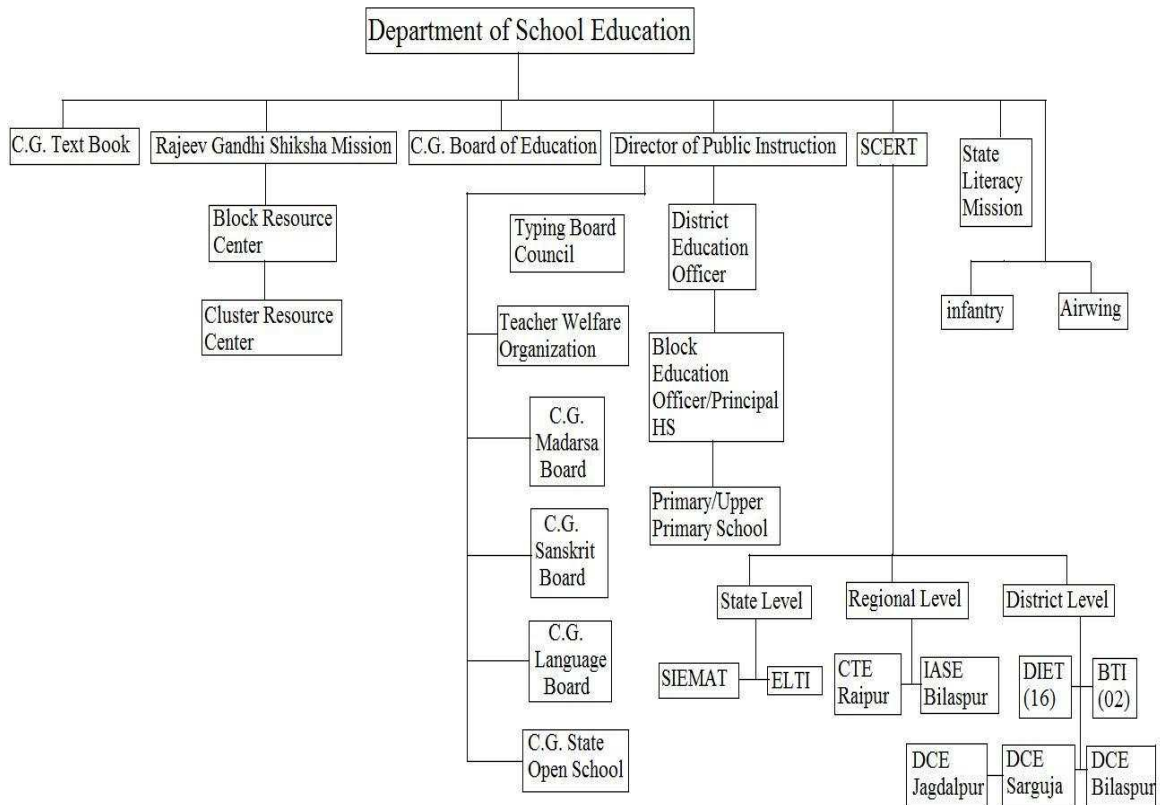 Department of School Education
C.G. Text Book
Rajeev Gandhi Shiksha Mission
C.G. Board of Education
Director of Public Instruction
SCERT
State
Literacy
Mission
Block Resource
Center
Cluster Resource
Center
Typing Board
Council
Teacher Welfare
Organization
C.G.
Madarsa
Board
C.G.
Sanskrit
Board
C.G.
Language
Board
C.G. State
Open School
District
Education
Officer
Block
Education
Officer/Principal
HS
Primary/Upper
Primary School
infantry
Airwing
State Level
Regional Level
District Level
SIEMAT
ELTI
CTE
Raipur
IASE
Bilaspur
DIET
(16)
BTI
(02)
DCE
Jagdalpur
DCE
Sarguja
DCE
Bilaspur